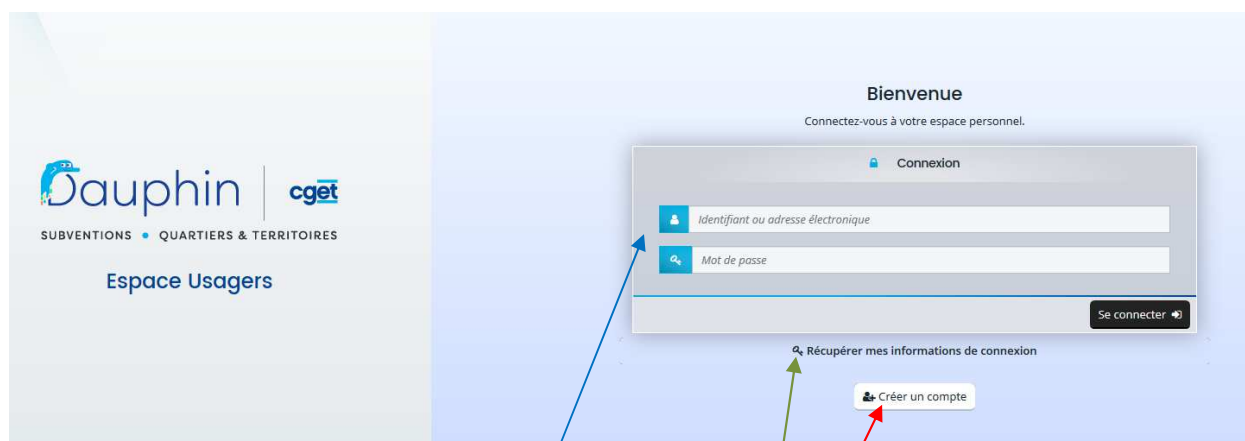 Dauphin
cget
SUBVENTIONS • QUARTIERS & TERRITOIRES
Espace Usagers
Bienvenue
Connectez-vous à votre espace personnel.
Connexion
Identifiant ou adresse électronique
Mot de passe
Se connecter
Récupérer mes informations de connexion
Créer un compte